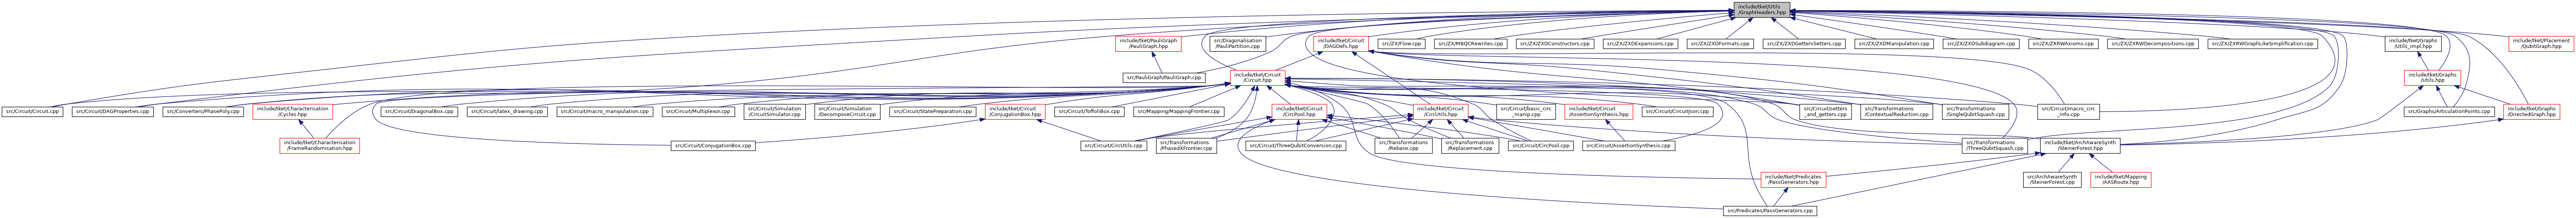 include/tket/Utils
/GraphHeaders.hpp
include/tket/PauliGraph
/PauliGraph.hpp
src/Diagonalisation
/PauliPartition.cpp
include/tket/Circuit
/DAGDefs.hpp
src/ZX/Flow.cpp
src/ZX/MBQCRewrites.cpp
src/ZX/ZXDConstructors.cpp
src/ZX/ZXDExpansions.cpp
src/ZX/ZXDFormats.cpp
src/ZX/ZXDGettersSetters.cpp
src/ZX/ZXDManipulation.cpp
src/ZX/ZXDSubdiagram.cpp
src/ZX/ZXRWAxioms.cpp
src/ZX/ZXRWDecompositions.cpp
src/ZX/ZXRWGraphLikeSimplification.cpp
include/tket/Graphs
/Utils_impl.hpp
include/tket/Placement
/QubitGraph.hpp
src/PauliGraph/PauliGraph.cpp
include/tket/Circuit
/Circuit.hpp
include/tket/Graphs
/Utils.hpp
src/Circuit/Circuit.cpp
src/Circuit/DAGProperties.cpp
src/Converters/PhasePoly.cpp
include/tket/Characterisation
/Cycles.hpp
src/Circuit/DiagonalBox.cpp
src/Circuit/latex_drawing.cpp
src/Circuit/macro_manipulation.cpp
src/Circuit/Multiplexor.cpp
src/Circuit/Simulation
/CircuitSimulator.cpp
src/Circuit/Simulation
/DecomposeCircuit.cpp
src/Circuit/StatePreparation.cpp
include/tket/Circuit
/ConjugationBox.hpp
src/Circuit/ToffoliBox.cpp
src/Mapping/MappingFrontier.cpp
include/tket/Circuit
/CircPool.hpp
include/tket/Circuit
/CircUtils.hpp
src/Circuit/basic_circ
_manip.cpp
include/tket/Circuit
/AssertionSynthesis.hpp
src/Circuit/CircuitJson.cpp
src/Circuit/setters
_and_getters.cpp
src/Transformations
/ContextualReduction.cpp
src/Transformations
/SingleQubitSquash.cpp
src/Circuit/macro_circ
_info.cpp
src/Graphs/ArticulationPoints.cpp
include/tket/Graphs
/DirectedGraph.hpp
include/tket/Characterisation
/FrameRandomisation.hpp
src/Circuit/ConjugationBox.cpp
src/Circuit/CircUtils.cpp
src/Transformations
/PhasedXFrontier.cpp
src/Circuit/ThreeQubitConversion.cpp
src/Transformations
/Rebase.cpp
src/Transformations
/Replacement.cpp
src/Circuit/CircPool.cpp
src/Circuit/AssertionSynthesis.cpp
src/Transformations
/ThreeQubitSquash.cpp
include/tket/ArchAwareSynth
/SteinerForest.hpp
include/tket/Predicates
/PassGenerators.hpp
src/ArchAwareSynth
/SteinerForest.cpp
include/tket/Mapping
/AASRoute.hpp
src/Predicates/PassGenerators.cpp